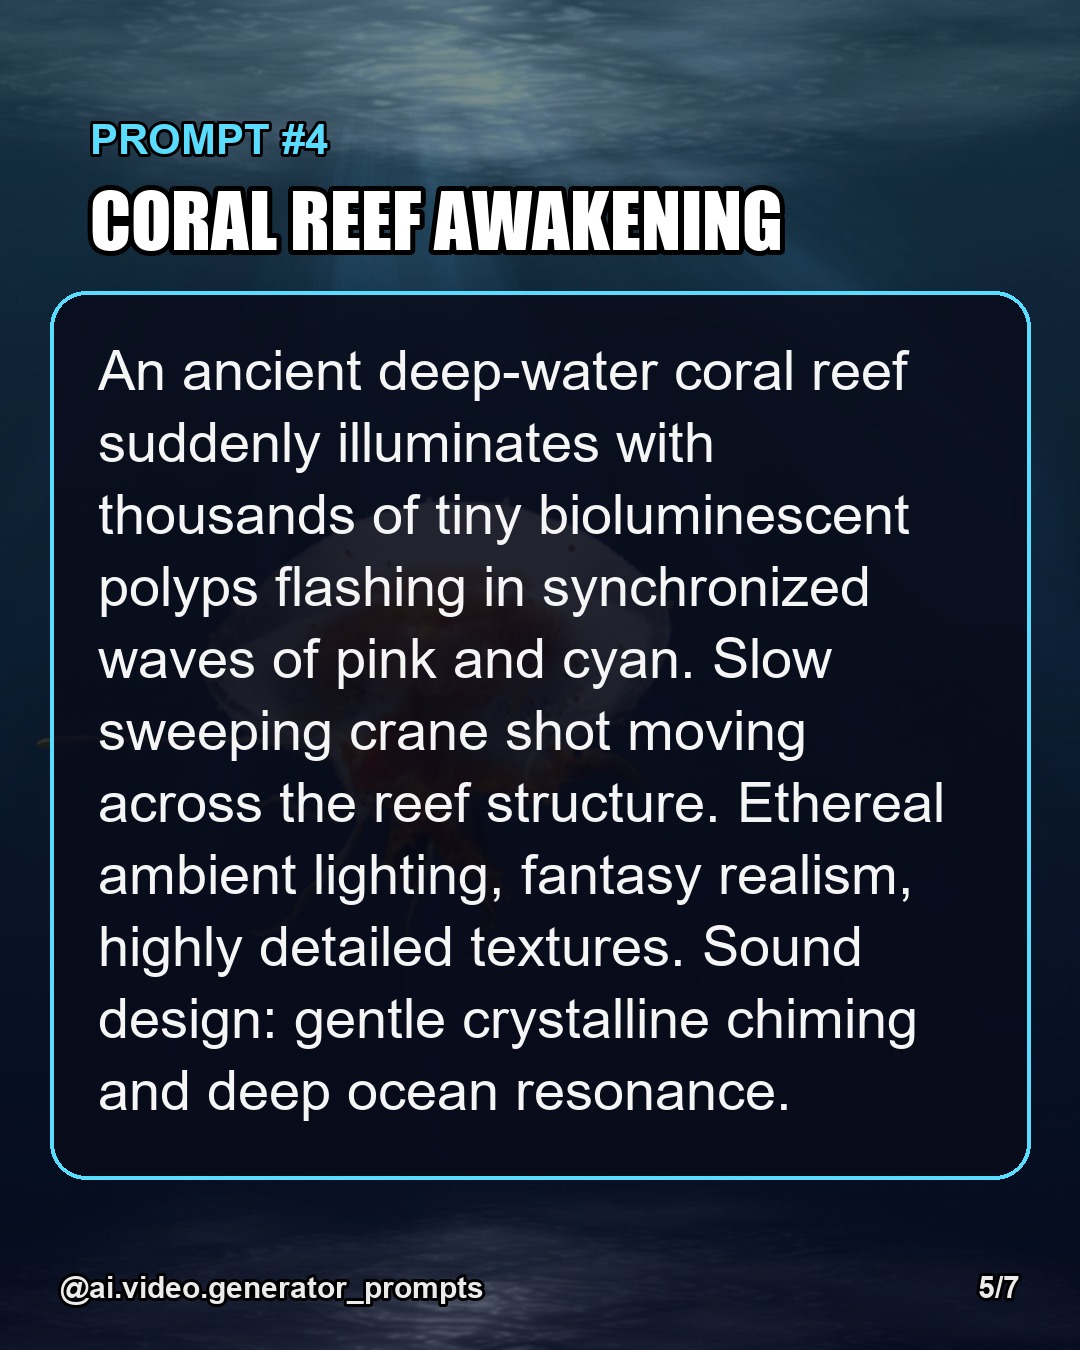 PROMPT #4
CORAL REEF AWAKENING
An ancient deep-water coral reef
suddenly illuminates with
thousands of tiny bioluminescent
polyps flashing in synchronized
waves of pink and cyan. Slow
sweeping crane shot moving
across the reef structure. Ethereal
ambient lighting, fantasy realism,
highly detailed textures. Sound
design: gentle crystalline chiming
and deep ocean resonance.
@ai.video.generator_prompts
5/7